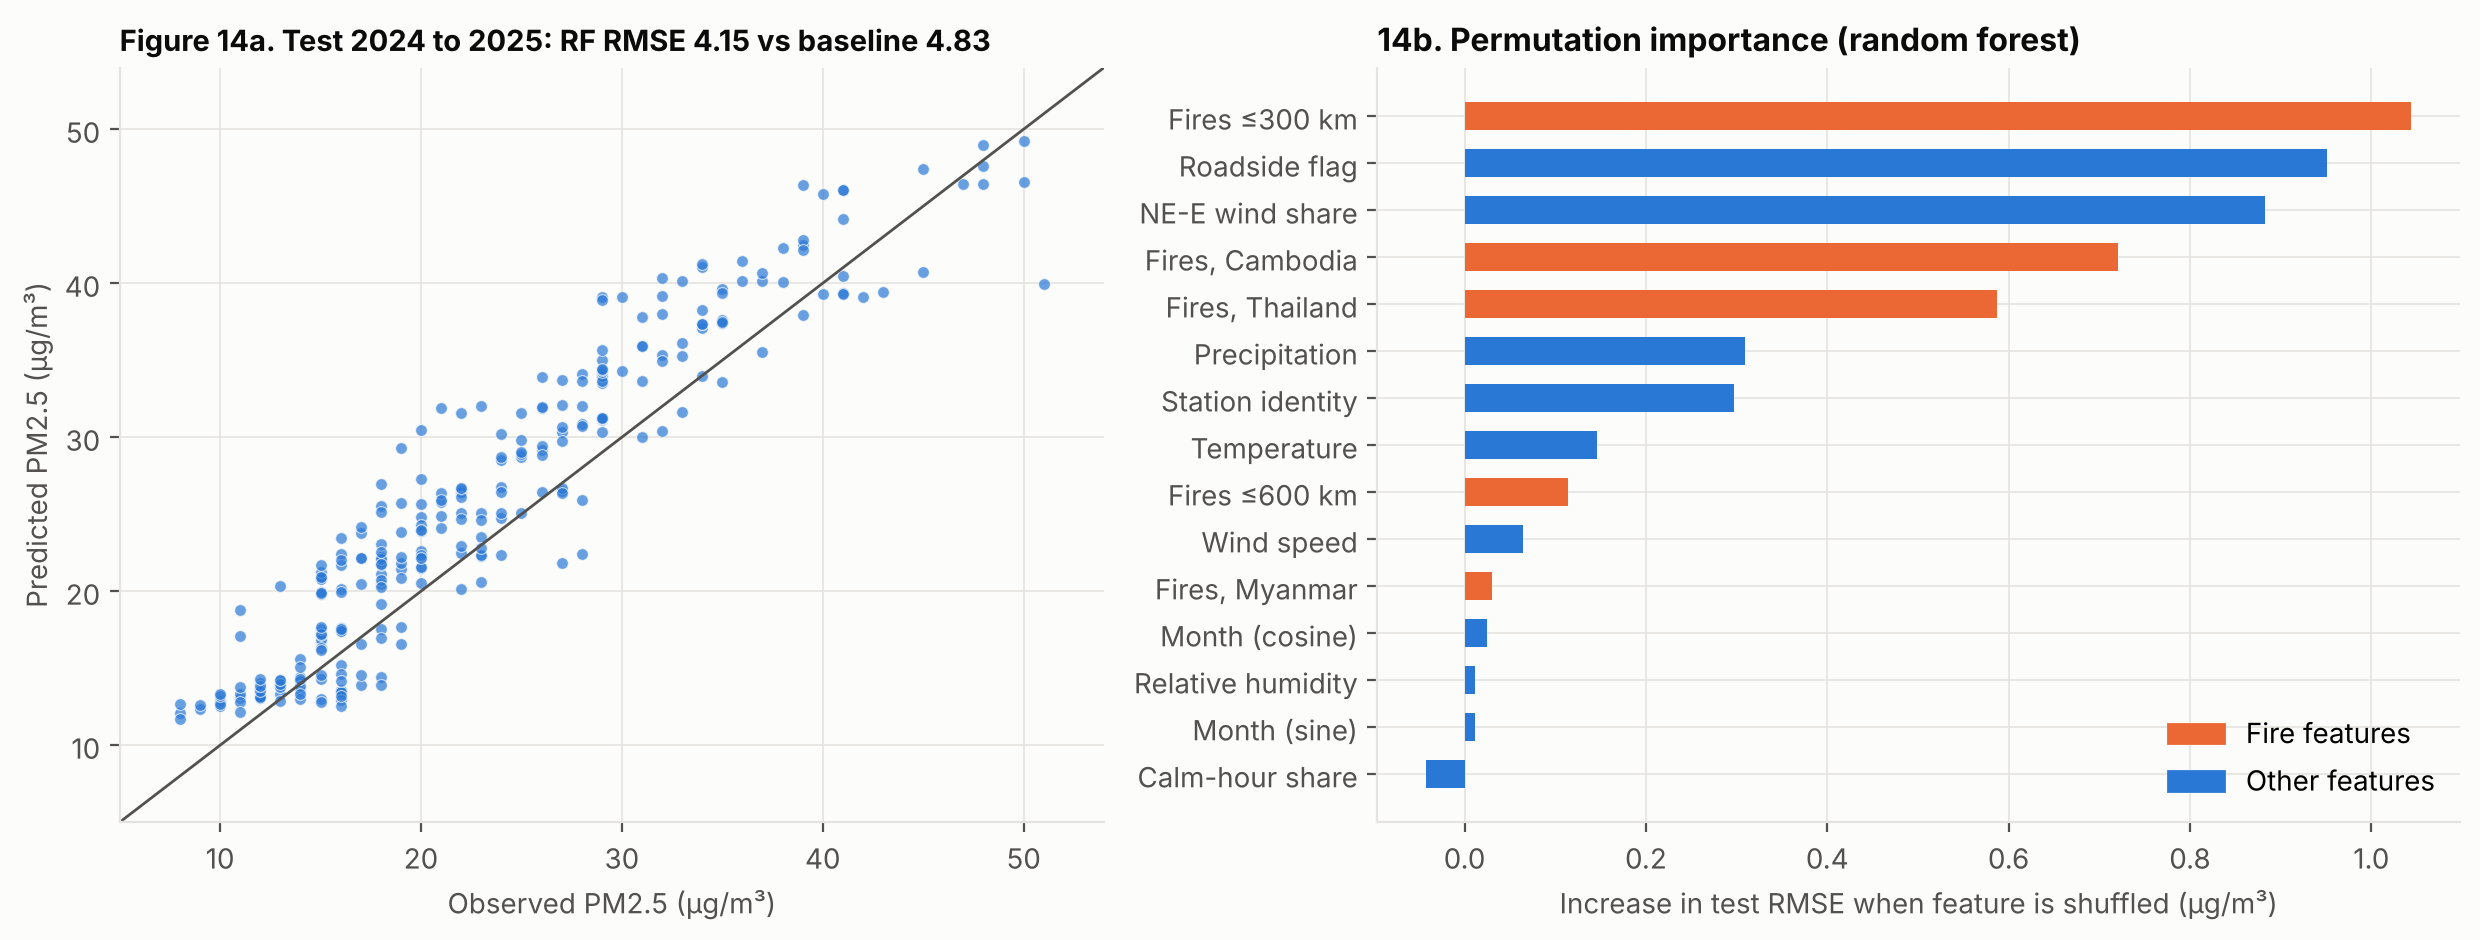 Figure 14a. Test 2024 to 2025: RF RMSE 4.15 vs baseline 4.83
Predicted PM2.5 (µg/m³)
50
40
30
20
10
10 20 30 40 50
Observed PM2.5 (µg/m³)
14b. Permutation importance (random forest)
Fires ≤300 km
Roadside flag
NE-E wind share
Fires, Cambodia
Fires, Thailand
Precipitation
Station identity
Temperature
Fires ≤600 km
Wind speed
Fires, Myanmar
Month (cosine)
Relative humidity
Month (sine)
Calm-hour share
Fire features
Other features
0.0 0.2 0.4 0.6 0.8 1.0
Increase in test RMSE when feature is shuffled (µg/m³)